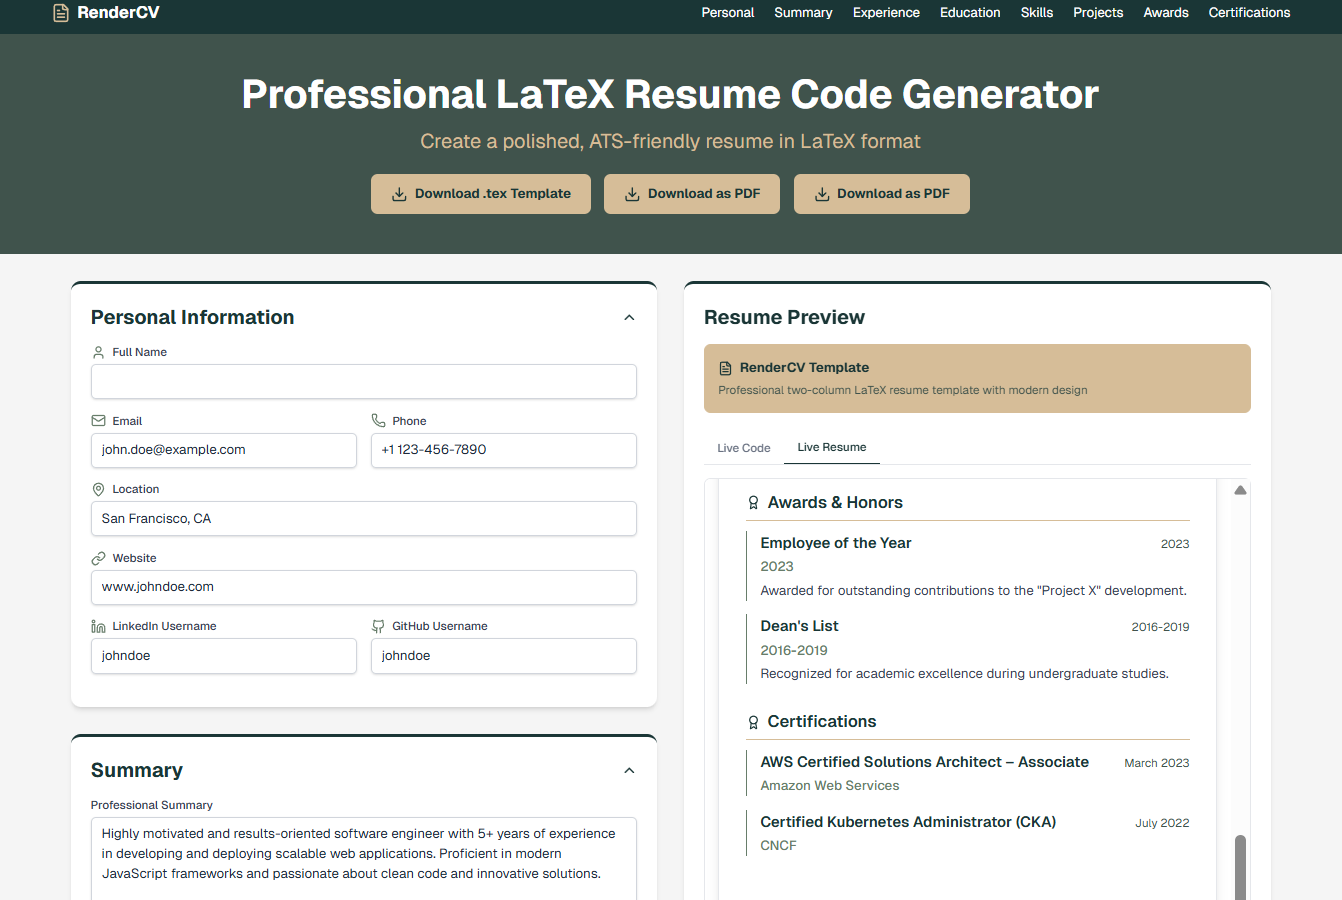 RenderCV
Personal Summary Experience Education Skills Projects Awards Certifications
Professional LaTeX Resume Code Generator
Create a polished, ATS-friendly resume in LaTeX format
Download .tex Template Download as PDF Download as PDF
Personal Information
Full Name
Email Phone
john.doe@example.com +1 123-456-7890
Location
San Francisco, CA
Website
www.johndoe.com
LinkedIn Username GitHub Username
johndoe johndoe
Summary
Professional Summary
Highly motivated and results-oriented software engineer with 5+ years of experience
in developing and deploying scalable web applications. Proficient in modern
JavaScript frameworks and passionate about clean code and innovative solutions.
Resume Preview
RenderCV Template
Professional two-column LaTeX resume template with modern design
Live Code Live Resume
Awards & Honors
Employee of the Year 2023
2023
Awarded for outstanding contributions to the "Project X" development.
Dean's List 2016-2019
2016-2019
Recognized for academic excellence during undergraduate studies.
Certifications
AWS Certified Solutions Architect – Associate March 2023
Amazon Web Services
Certified Kubernetes Administrator (CKA) July 2022
CNCF